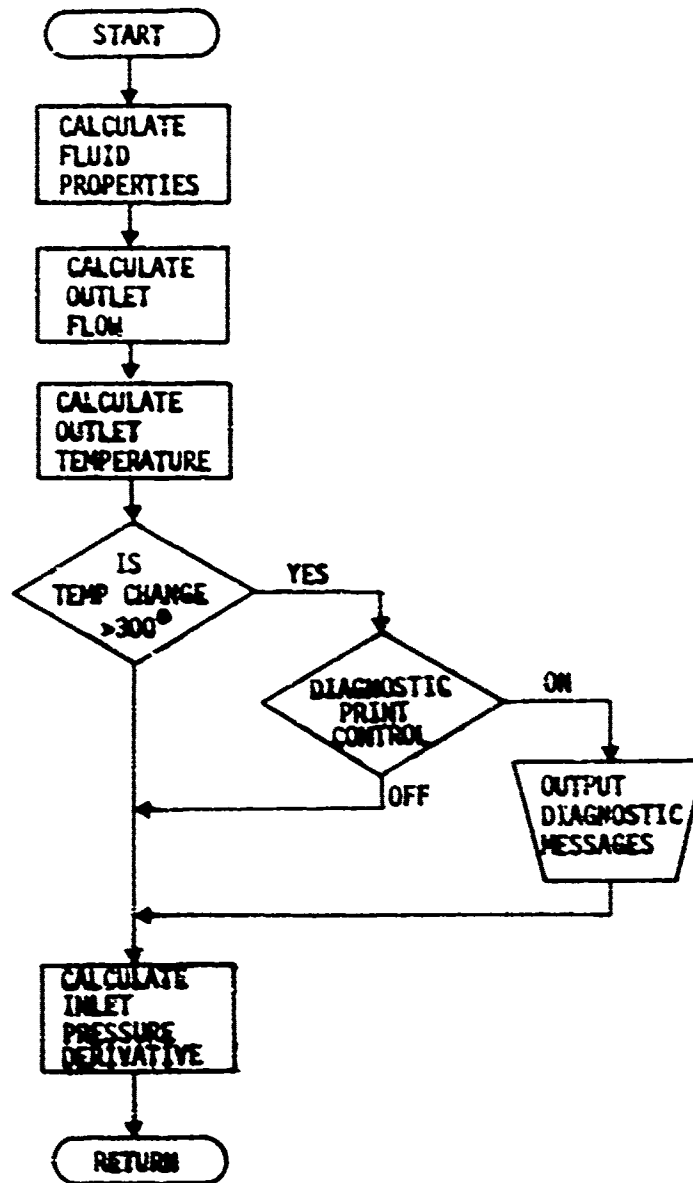 START
CALCULATE
FLUID
PROPERTIES
CALCULATE
OUTLET
FLOW
CALCULATE
OUTLET
TEMPERATURE
IS
TEMP CHANGE
>300°
YES
DIAGNOSTIC
PRINT
CONTROL
ON
OFF
OUTPUT
DIAGNOSTIC
MESSAGES
CALCULATE
INLET
PRESSURE
DERIVATIVE
RETURN